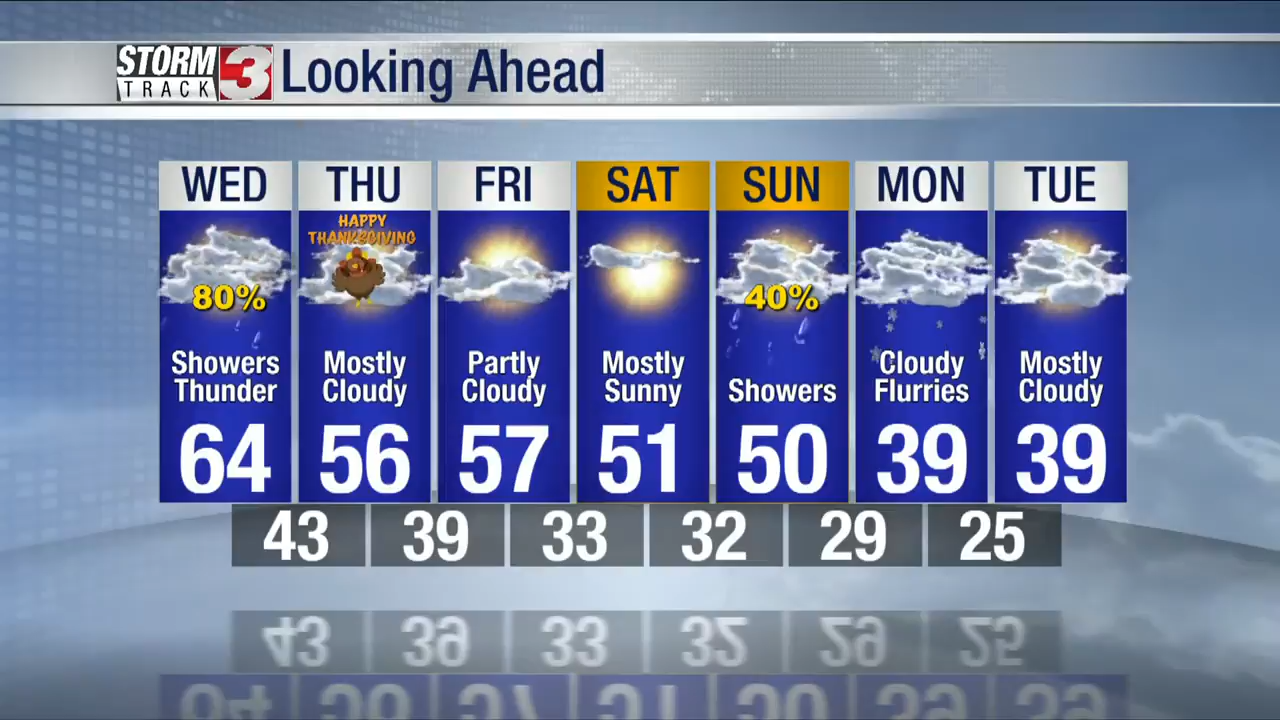 STORM
TRACK
3
Looking Ahead
WED
THU
FRI
SAT
SUN
MON
TUE
HAPPY
THANKSGIVING
80%
40%
Showers
Thunder
Mostly
Cloudy
Partly
Cloudy
Mostly
Sunny
Showers
Cloudy
Flurries
Mostly
Cloudy
64
56
57
51
50
39
39
43
39
33
32
29
25